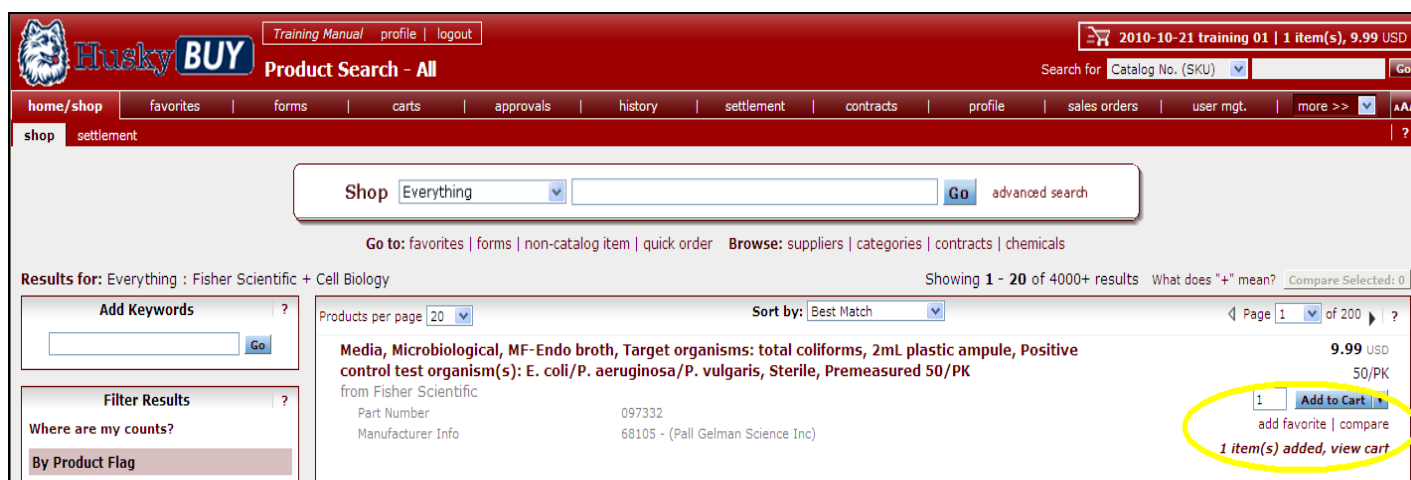 Husky BUY
Training Manual profile | logout
2010-10-21 training 01 | 1 item(s), 9.99 USD
Product Search - All
Search for Catalog No. (SKU) Go
home/shop favorites | forms | carts | approvals | history | settlement | contracts | profile | sales orders | user mgt. | more >>
shop settlement | ?
Shop Everything Go advanced search
Go to: favorites | forms | non-catalog item | quick order Browse: suppliers | categories | contracts | chemicals
Results for: Everything : Fisher Scientific + Cell Biology Showing 1 - 20 of 4000+ results What does "+" mean? Compare Selected: 0
Add Keywords ?
Go
Products per page 20 Sort by: Best Match Page 1 of 200 ?
Media, Microbiological, MF-Endo broth, Target organisms: total coliforms, 2mL plastic ampule, Positive
control test organism(s): E. coli/P. aeruginosa/P. vulgaris, Sterile, Premeasured 50/PK
from Fisher Scientific
Part Number 097332
Manufacturer Info 68105 - (Pall Gelman Science Inc)
9.99 USD
50/PK
1 Add to Cart
add favorite | compare
1 item(s) added, view cart
Filter Results ?
Where are my counts?
By Product Flag